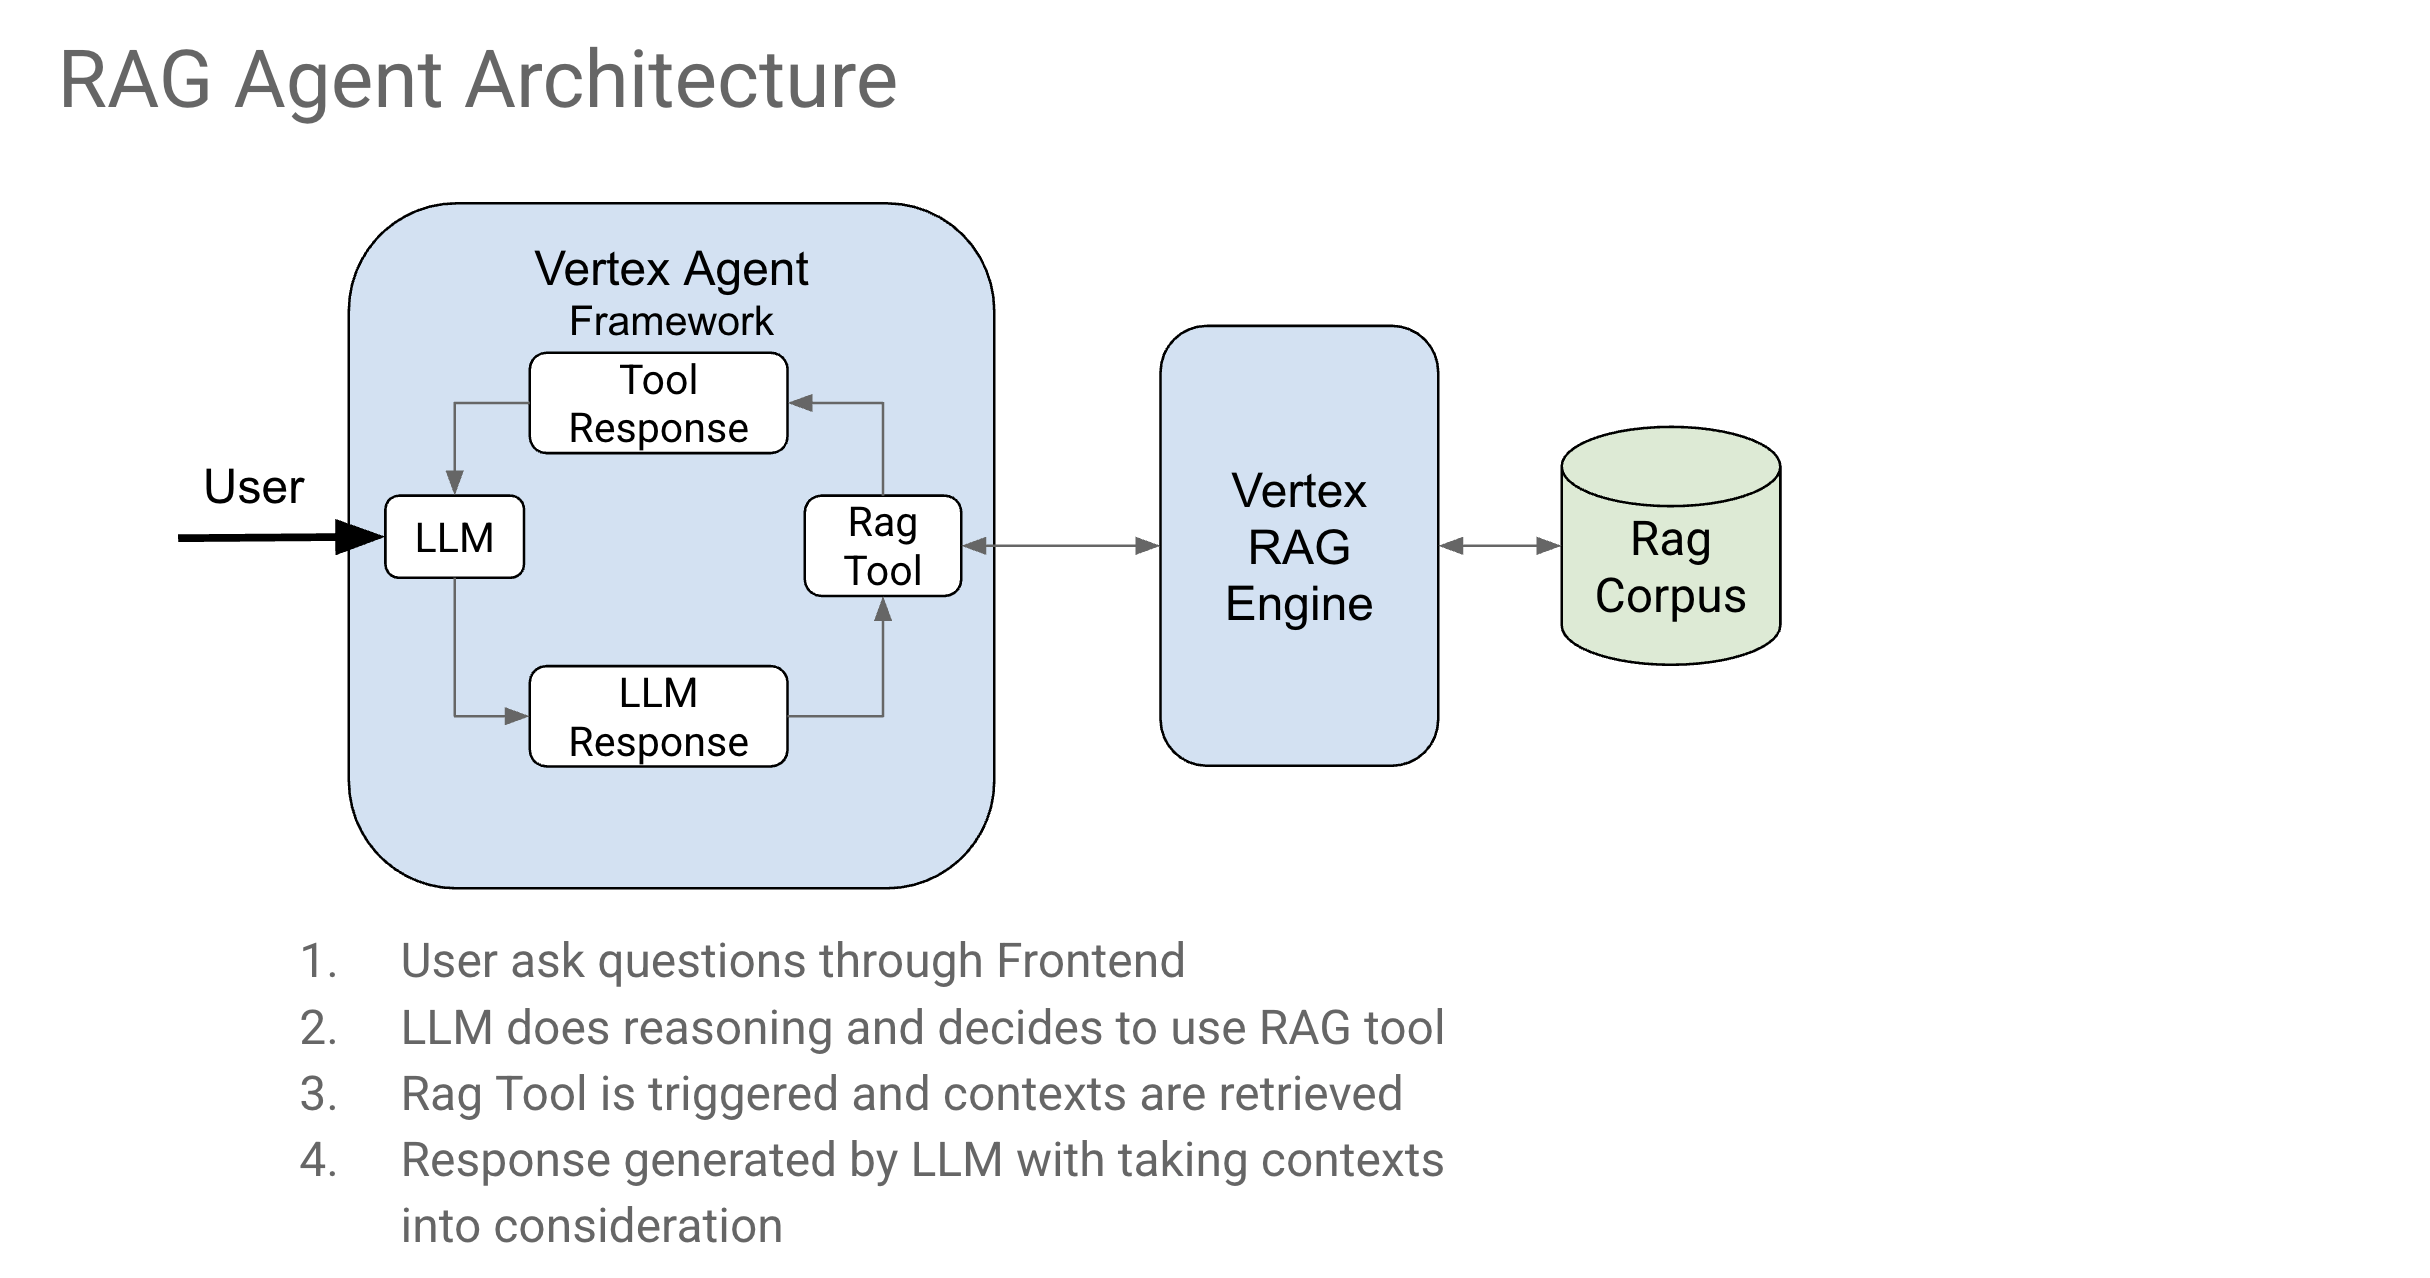 RAG Agent Architecture
Vertex Agent
Framework
Tool
Response
User
LLM
Rag
Tool
LLM
Response
Vertex
RAG
Engine
Rag
Corpus
1. User ask questions through Frontend
2. LLM does reasoning and decides to use RAG tool
3. Rag Tool is triggered and contexts are retrieved
4. Response generated by LLM with taking contexts
into consideration